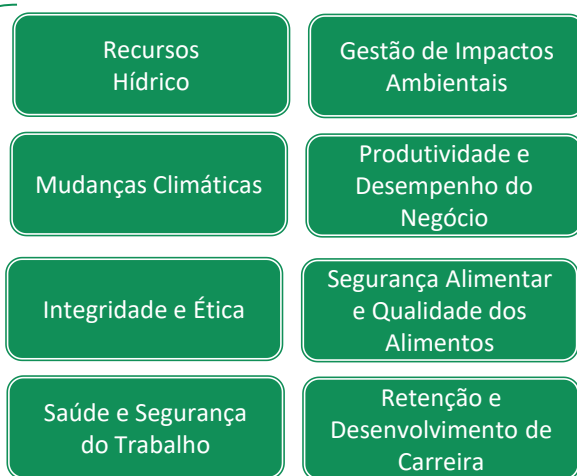 Recursos
Hídrico
Gestão de Impactos
Ambientais
Mudanças Climáticas
Produtividade e
Desempenho do
Negócio
Integridade e Ética
Segurança Alimentar
e Qualidade dos
Alimentos
Saúde e Segurança
do Trabalho
Retenção e
Desenvolvimento de
Carreira